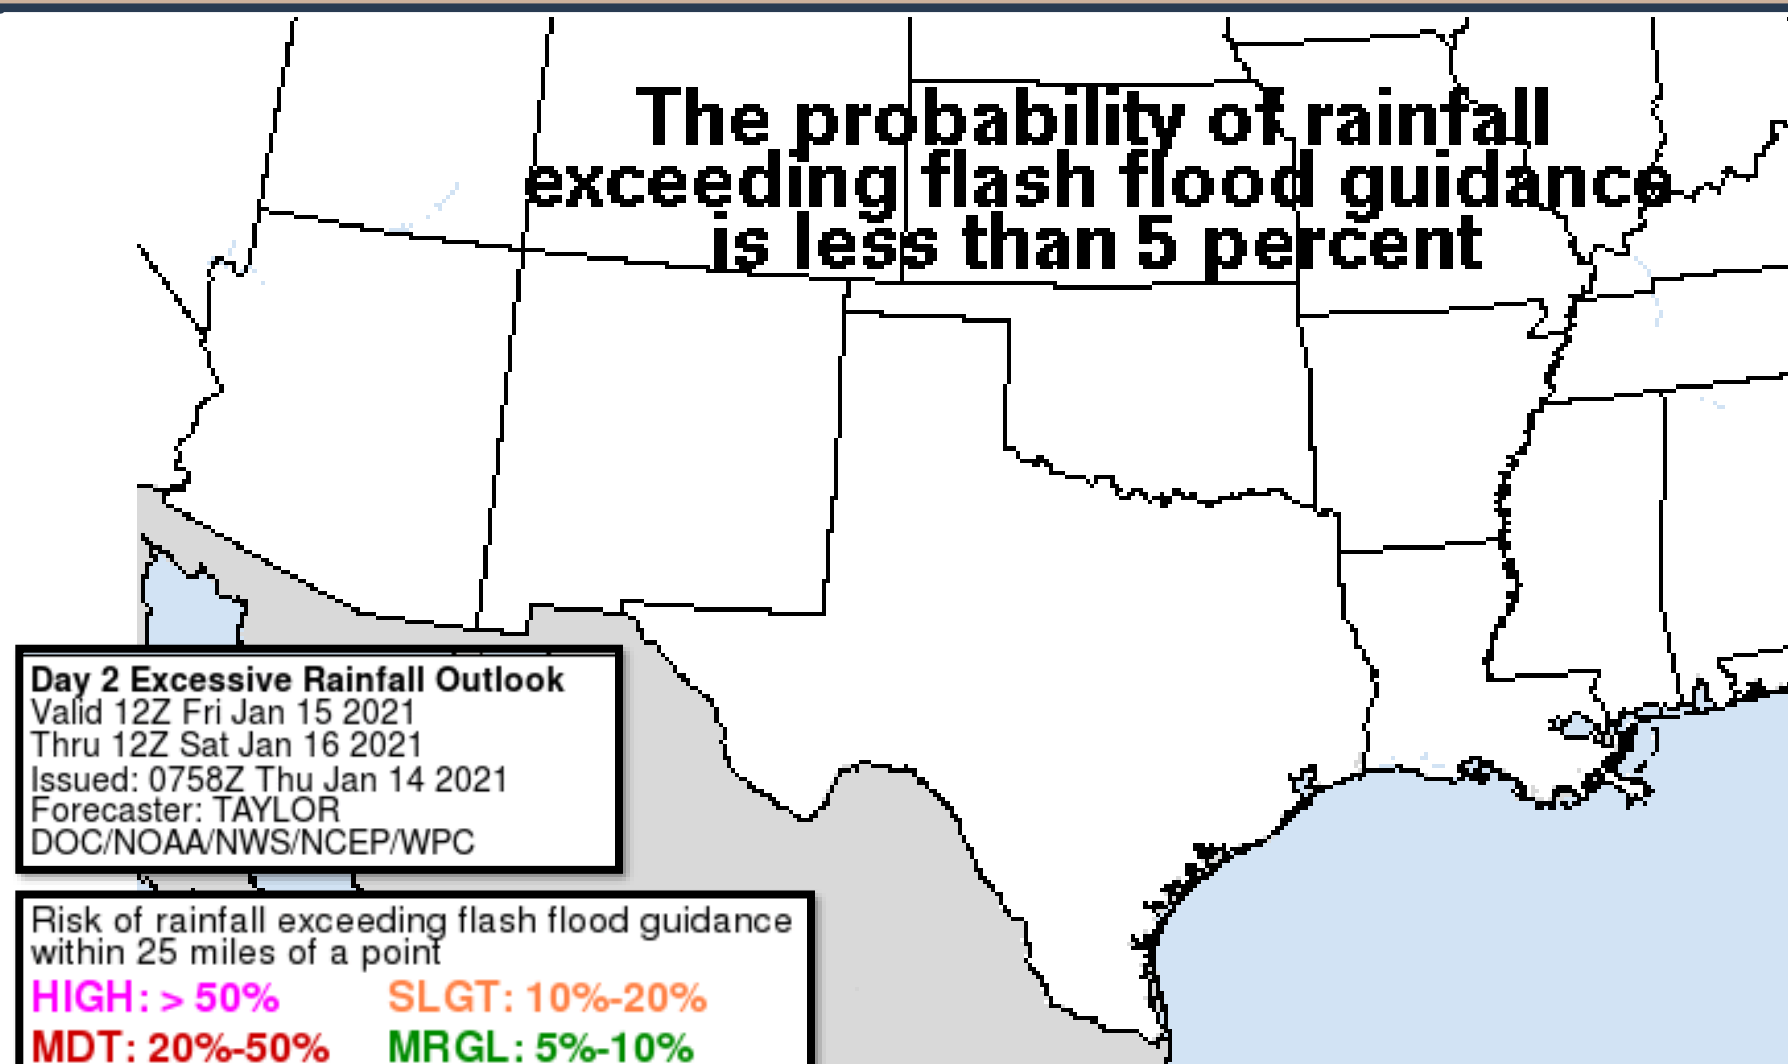 The probability of rainfall
exceeding flash flood guidance
is less than 5 percent
Day 2 Excessive Rainfall Outlook
Valid 12Z Fri Jan 15 2021
Thru 12Z Sat Jan 16 2021
Issued: 0758Z Thu Jan 14 2021
Forecaster: TAYLOR
DOC/NOAA/NWS/NCEP/WPC
Risk of rainfall exceeding flash flood guidance
within 25 miles of a point
HIGH: > 50% SLGT: 10%-20%
MDT: 20%-50% MRGL: 5%-10%